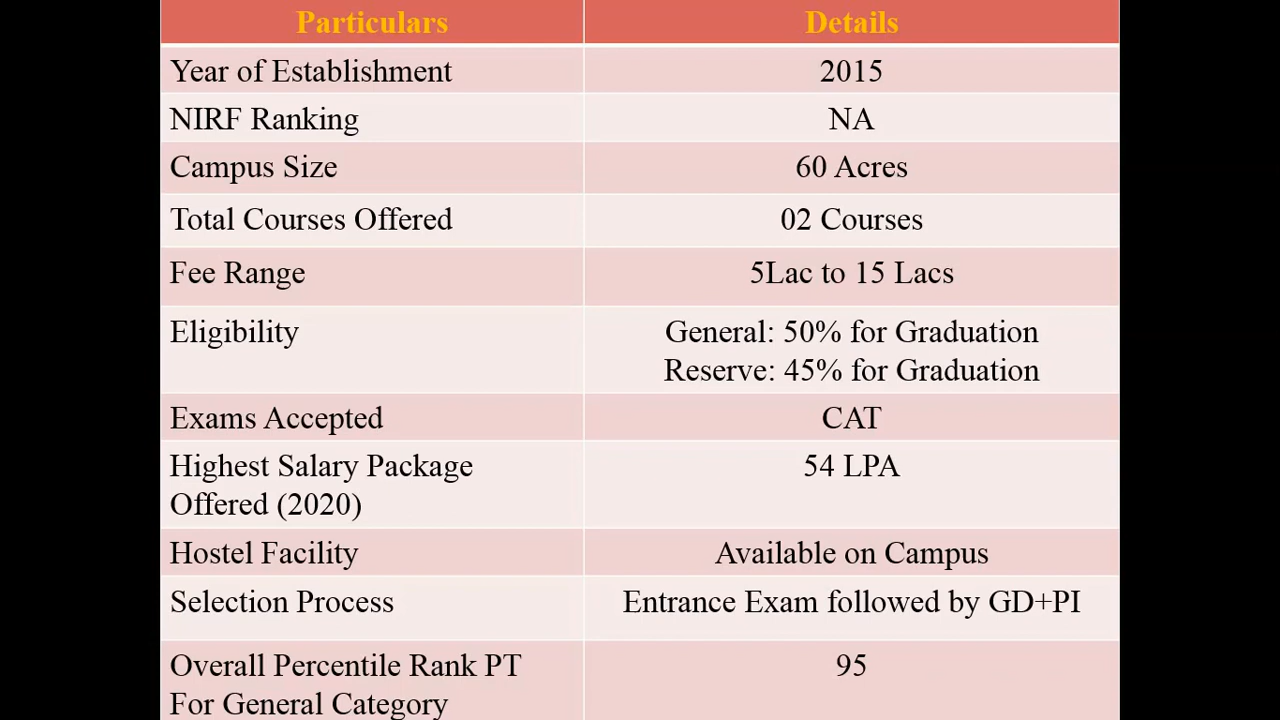 Particulars Details
Year of Establishment 2015
NIRF Ranking NA
Campus Size 60 Acres
Total Courses Offered 02 Courses
Fee Range 5Lac to 15 Lacs
Eligibility General: 50% for Graduation
Reserve: 45% for Graduation
Exams Accepted CAT
Highest Salary Package 54 LPA
Offered (2020)
Hostel Facility Available on Campus
Selection Process Entrance Exam followed by GD+PI
Overall Percentile Rank PT 95
For General Category